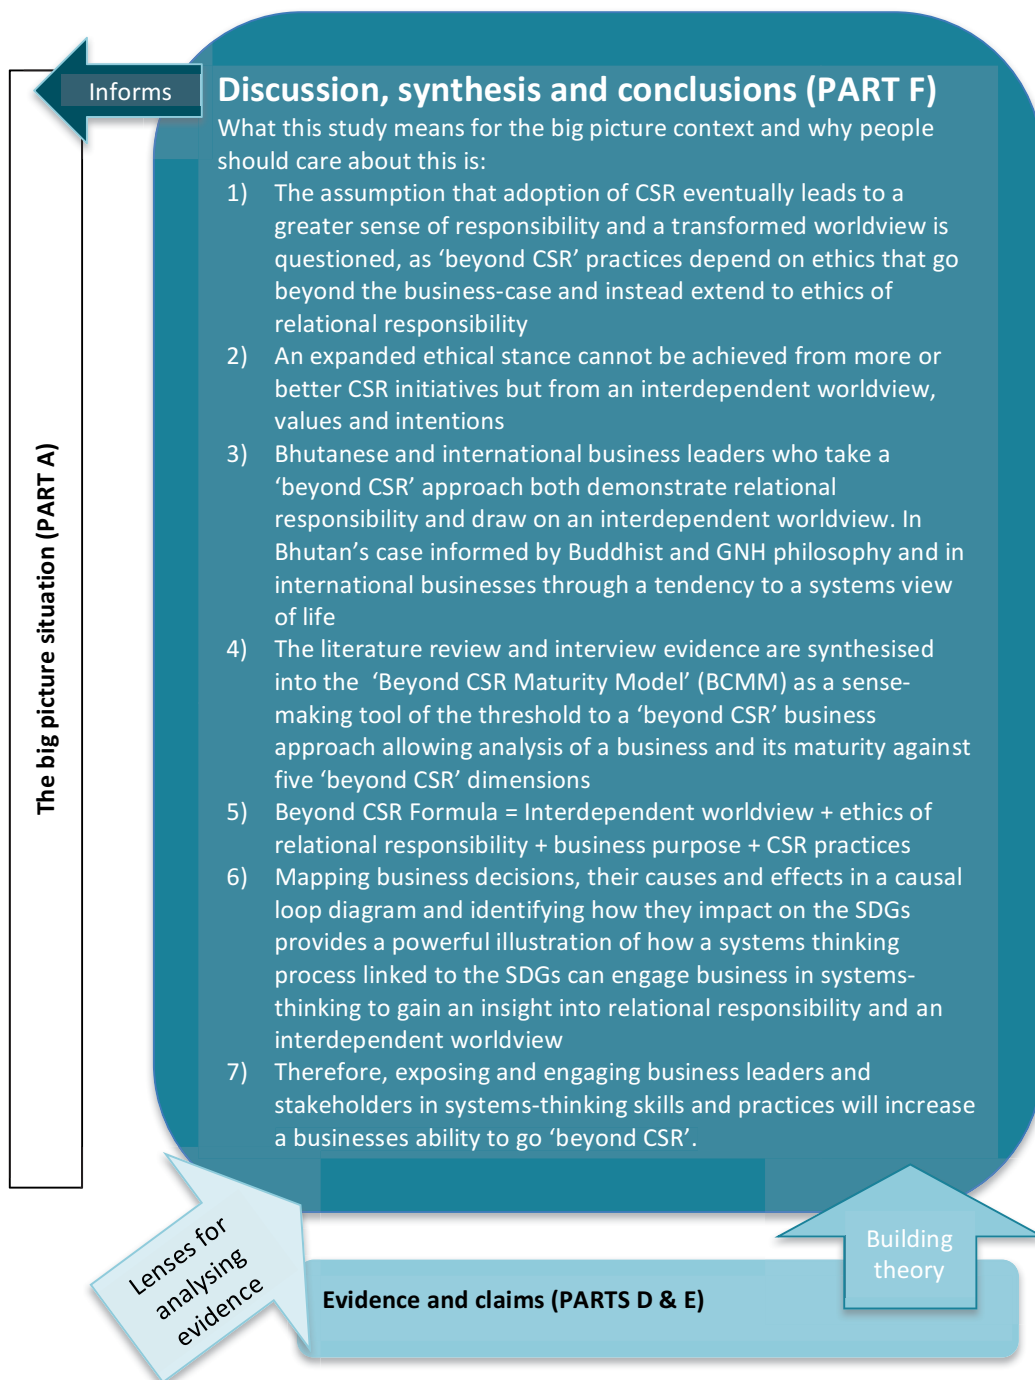 Informs
Discussion, synthesis and conclusions (PART F)
What this study means for the big picture context and why people
should care about this is:
1) The assumption that adoption of CSR eventually leads to a
greater sense of responsibility and a transformed worldview is
questioned, as ‘beyond CSR’ practices depend on ethics that go
beyond the business-case and instead extend to ethics of
relational responsibility
2) An expanded ethical stance cannot be achieved from more or
better CSR initiatives but from an interdependent worldview,
values and intentions
3) Bhutanese and international business leaders who take a
‘beyond CSR’ approach both demonstrate relational
responsibility and draw on an interdependent worldview. In
Bhutan’s case informed by Buddhist and GNH philosophy and in
international businesses through a tendency to a systems view
of life
4) The literature review and interview evidence are synthesised
into the ‘Beyond CSR Maturity Model’ (BCMM) as a sense-
making tool of the threshold to a ‘beyond CSR’ business
approach allowing analysis of a business and its maturity against
five ‘beyond CSR’ dimensions
5) Beyond CSR Formula = Interdependent worldview + ethics of
relational responsibility + business purpose + CSR practices
6) Mapping business decisions, their causes and effects in a causal
loop diagram and identifying how they impact on the SDGs
provides a powerful illustration of how a systems thinking
process linked to the SDGs can engage business in systems-
thinking to gain an insight into relational responsibility and an
interdependent worldview
7) Therefore, exposing and engaging business leaders and
stakeholders in systems-thinking skills and practices will increase
a businesses ability to go ‘beyond CSR’.
The big picture situation (PART A)
Lenses for
analysing
evidence
Building
theory
Evidence and claims (PARTS D & E)